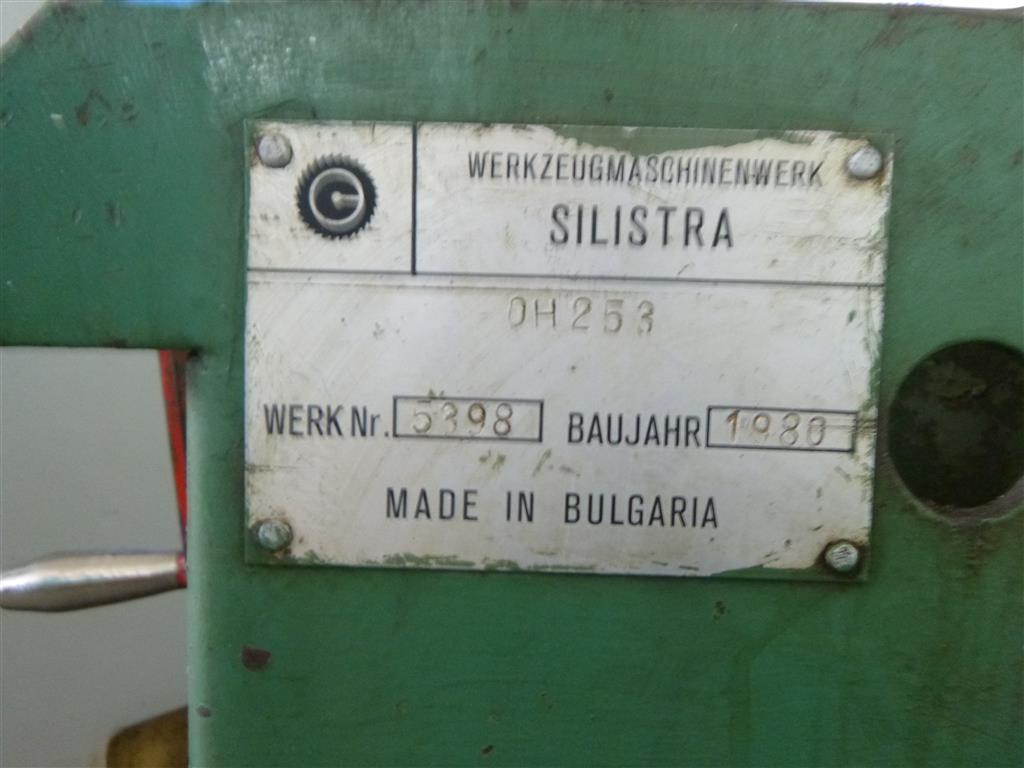 WERKZEUGMASCHINENWERK
SILISTRA
OH253
WERK Nr. 5398 BAUJAHR 1980
MADE IN BULGARIA